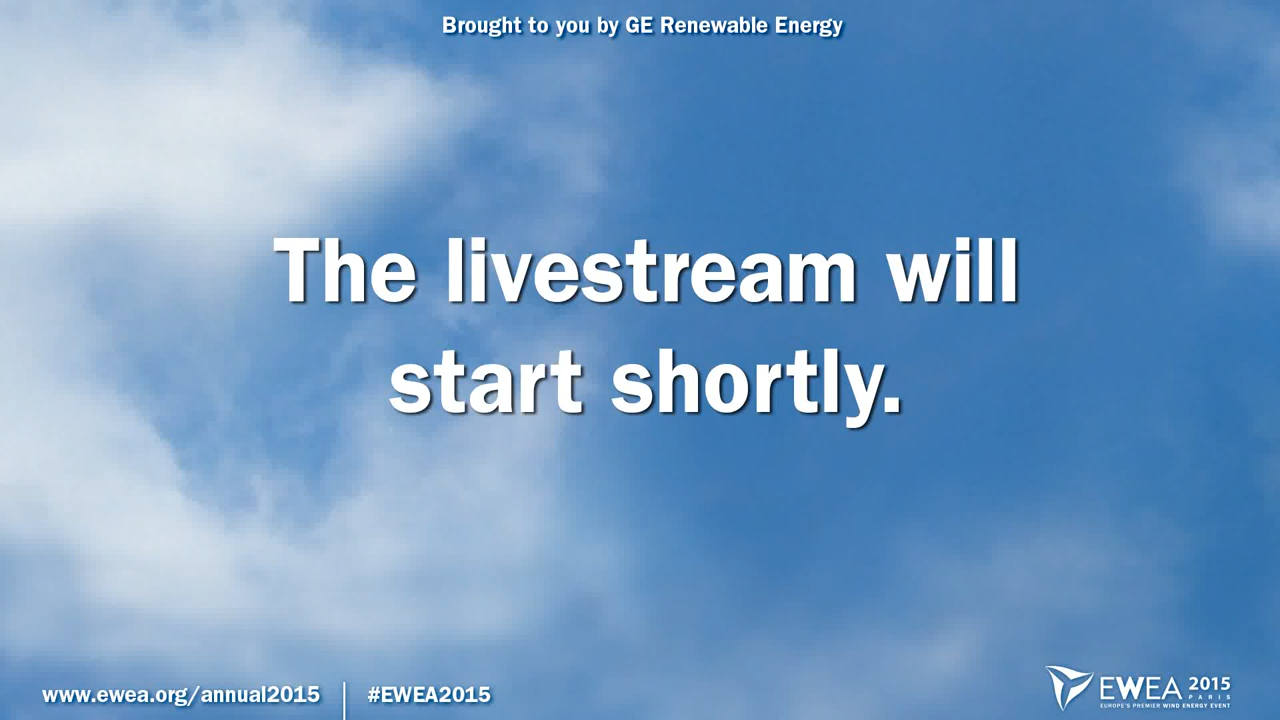 Brought to you by GE Renewable Energy
The livestream will
start shortly.
www.ewea.org/annual2015
#EWEA2015
EWEA 2015
PARIS
EUROPE'S PREMIER WIND ENERGY EVENT